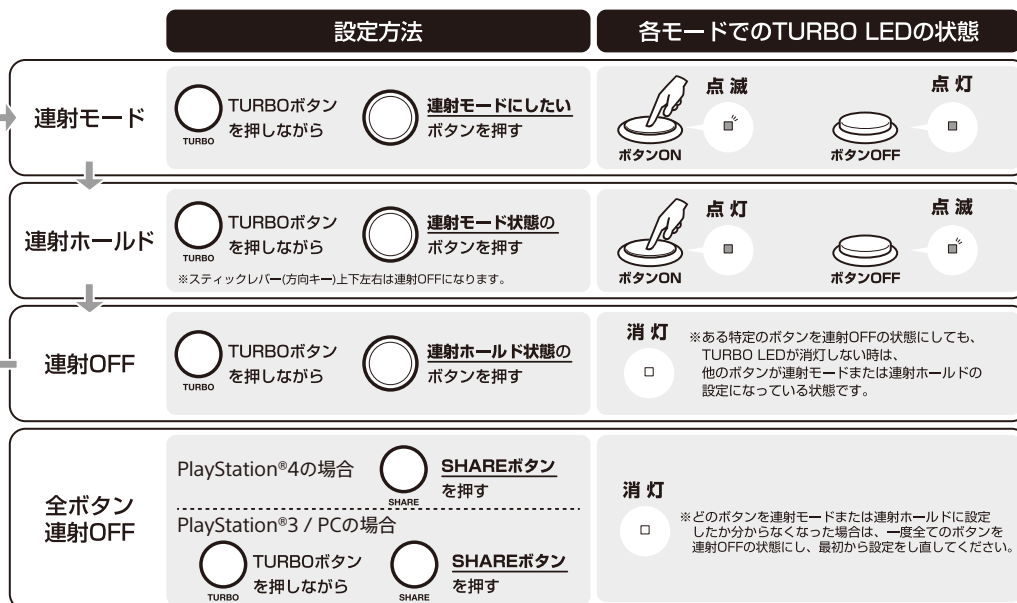 設定方法
各モードでのTURBO LEDの状態
連射モード
TURBOボタン
を押しながら
TURBO
連射モードにしたい
ボタンを押す
点滅
ボタンON
点灯
ボタンOFF
連射ホールド
TURBOボタン
を押しながら
TURBO
連射モード状態の
ボタンを押す
※スティックレバー(方向キー)上下左右は連射OFFになります。
点灯
ボタンON
点滅
ボタンOFF
連射OFF
TURBOボタン
を押しながら
TURBO
連射ホールド状態の
ボタンを押す
消灯
※ある特定のボタンを連射OFFの状態にしても、
TURBO LEDが消灯しない時は、
他のボタンが連射モードまたは連射ホールドの
設定になっている状態です。
全ボタン
連射OFF
PlayStation®4の場合
SHARE
SHAREボタン
を押す
PlayStation®3 / PCの場合
TURBOボタン
を押しながら
TURBO
SHAREボタン
を押す
SHARE
消灯
※どのボタンを連射モードまたは連射ホールドに設定
したか分からなくなった場合は、一度全てのボタンを
連射OFFの状態にし、最初から設定をし直してください。